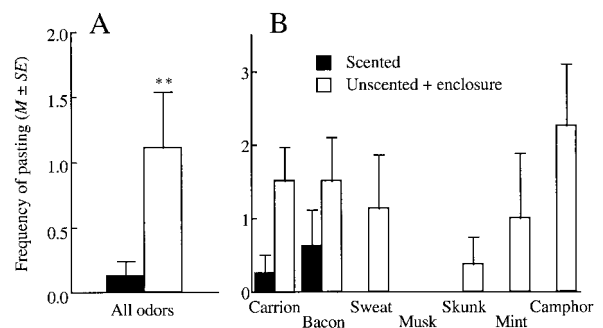 A
B
2.0
1.5
1.0
0.5
0.0
Frequency of pasting (M ± SE)
**
All odors
3
2
1
0
Scented
Unscented + enclosure
Carrion
Bacon
Sweat
Musk
Skunk
Mint
Camphor